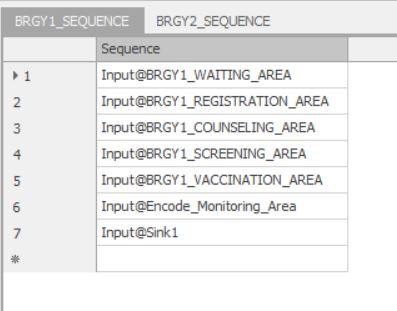 BRGY1_SEQUENCE BRGY2_SEQUENCE
Sequence
1 Input@BRGY1_WAITING_AREA
2 Input@BRGY1_REGISTRATION_AREA
3 Input@BRGY1_COUNSELING_AREA
4 Input@BRGY1_SCREENING_AREA
5 Input@BRGY1_VACCINATION_AREA
6 Input@Encode_Monitoring_Area
7 Input@Sink1